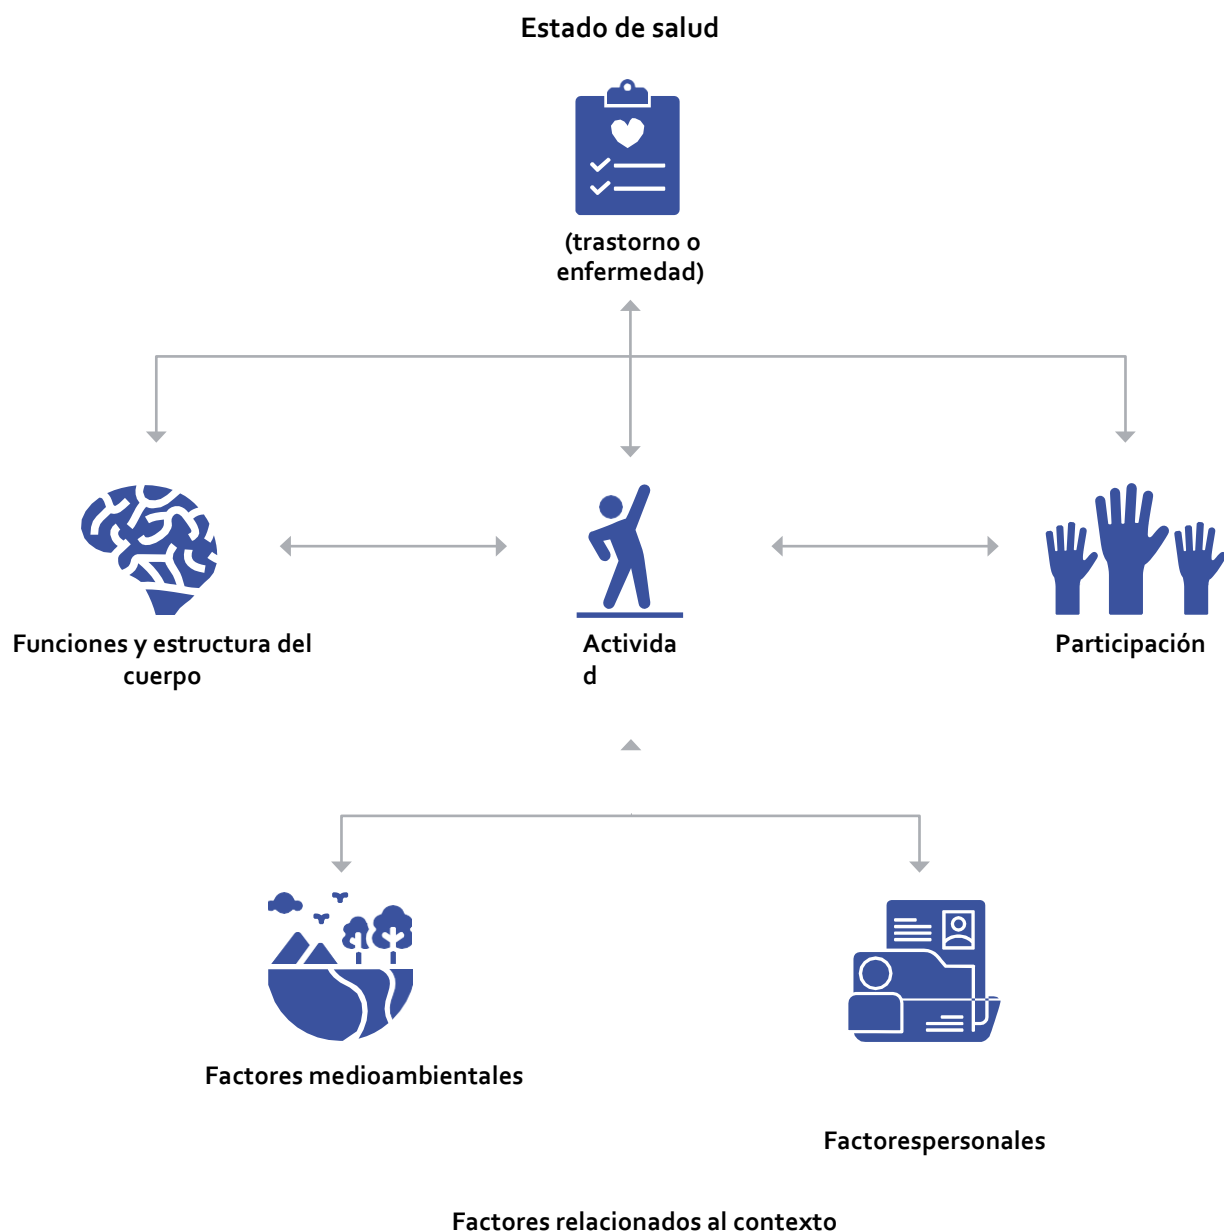 Estado de salud
(trastorno o
enfermedad)
Funciones y estructura del
cuerpo
Activida
d
Participación
Factores medioambientales
Factorespersonales
Factores relacionados al contexto